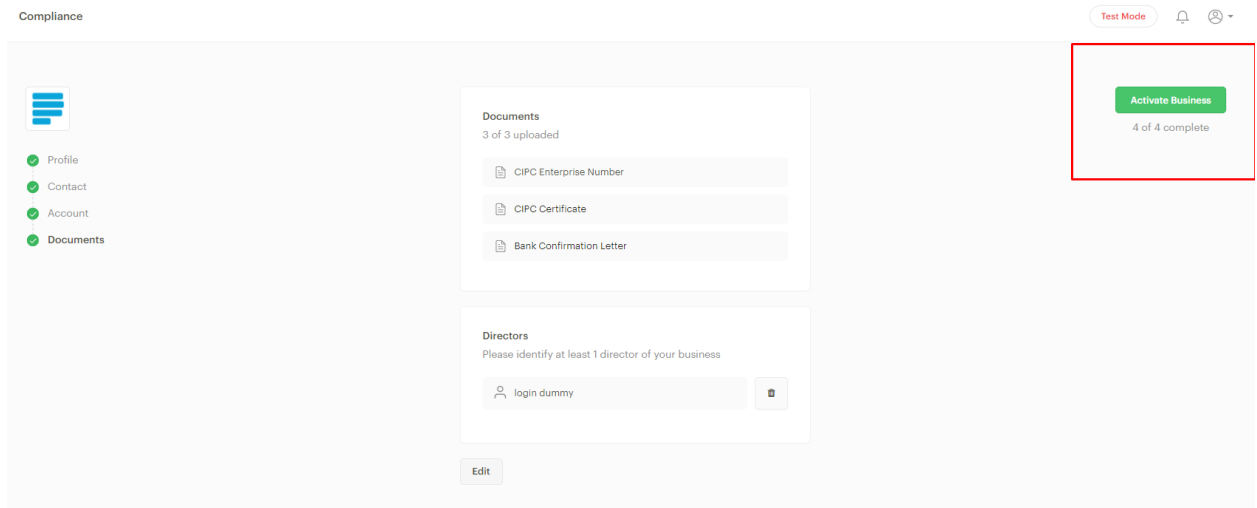 Compliance
Test Mode
Profile
Contact
Account
Documents
Documents
3 of 3 uploaded
CIPC Enterprise Number
CIPC Certificate
Bank Confirmation Letter
Directors
Please identify at least 1 director of your business
login dummy
Edit
Activate Business
4 of 4 complete